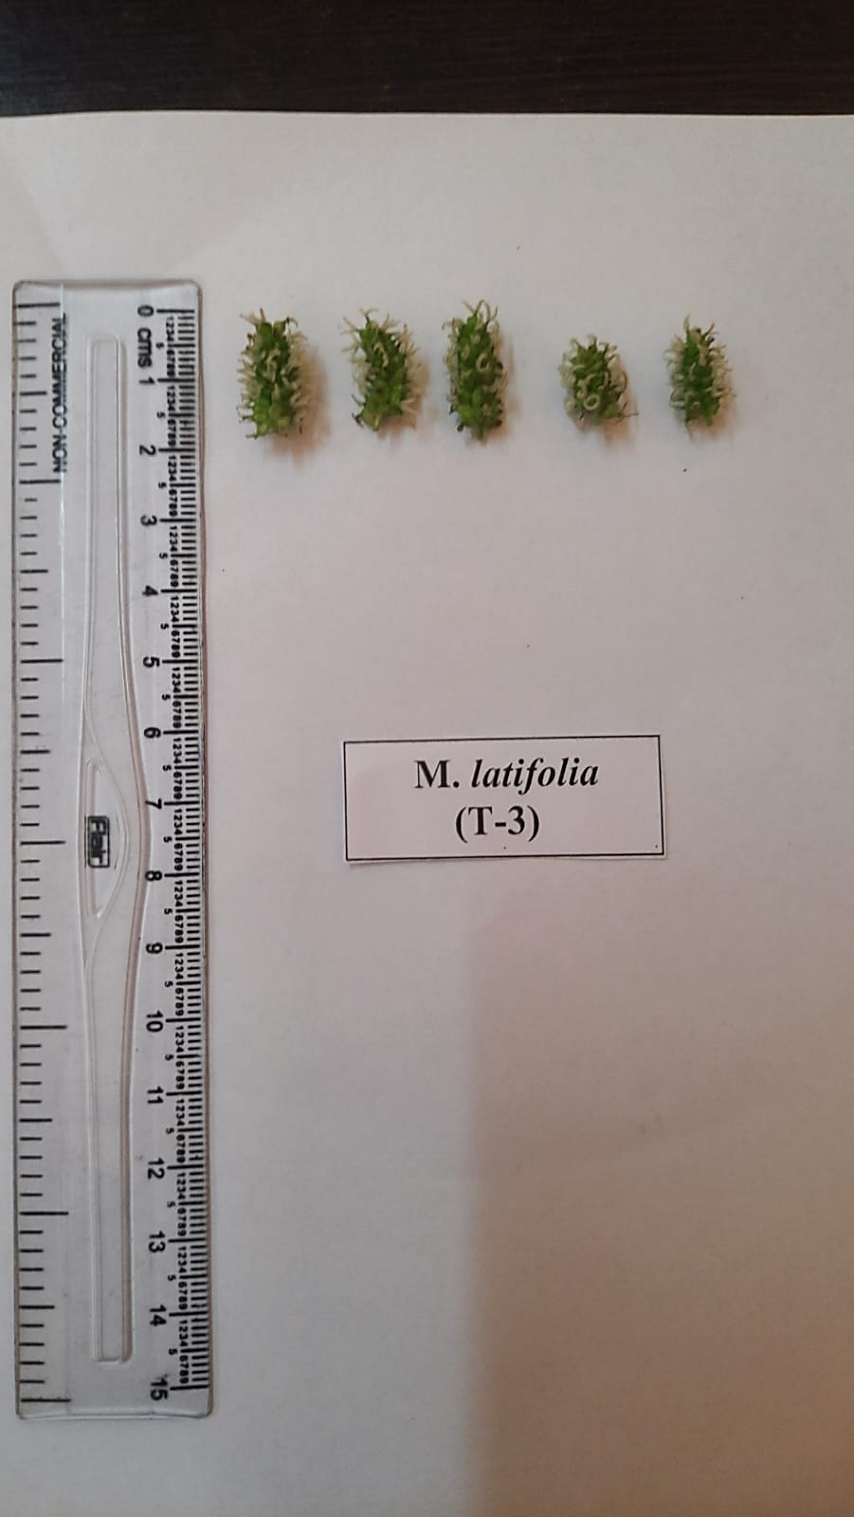 NON-COMMERCIAL
0 cms 1 2 3 4 5 6 7 8 9 10 11 12 13 14 15
Flair
M. latifolia
(T-3)